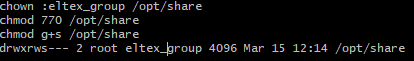 chown :eltex_group /opt/share
chmod 770 /opt/share
chmod g+s /opt/share
drwxrws--- 2 root eltex_group 4096 Mar 15 12:14 /opt/share